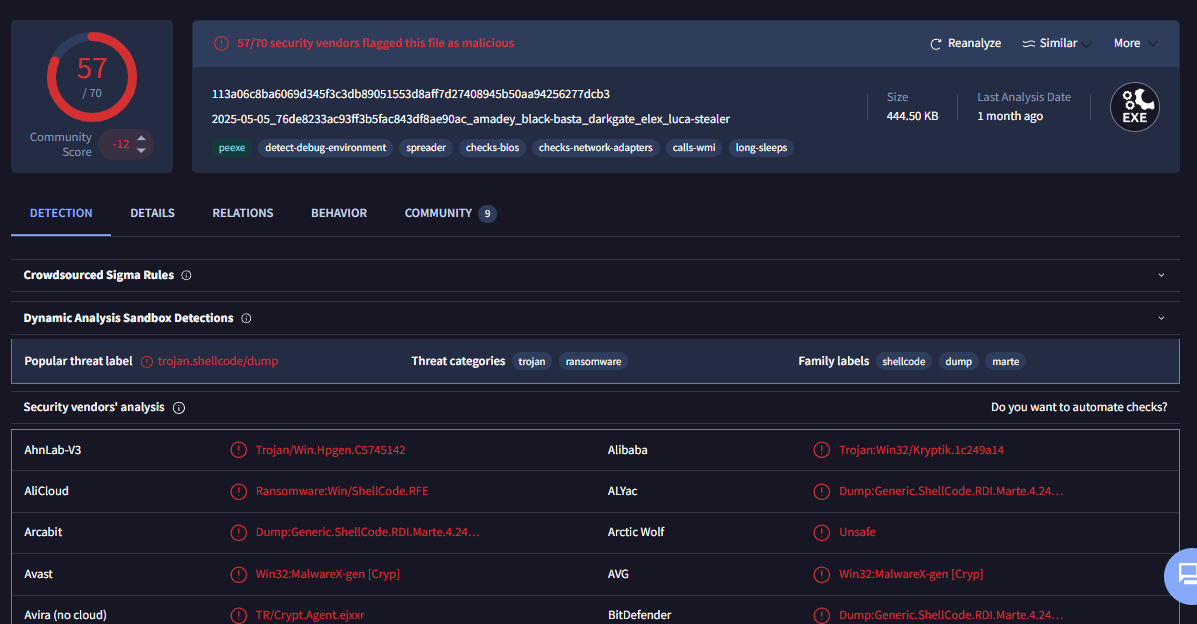 57
/ 70
Community
Score
-12
57/70 security vendors flagged this file as malicious
Reanalyze
Similar
More
113a06c8ba6069d345f3c3db89051553d8aff7d27408945b50aa94256277dcb3
2025-05-05_76de8233ac93ff3b5fac843df8ae90ac_amadey_black-basta_darkgate_elex_luca-stealer
Size
444.50 KB
Last Analysis Date
1 month ago
EXE
peexe detect-debug-environment spreader checks-bios checks-network-adapters calls-wmi long-sleeps
DETECTION DETAILS RELATIONS BEHAVIOR COMMUNITY 9
Crowdsourced Sigma Rules
Dynamic Analysis Sandbox Detections
Popular threat label trojan.shellcode/dump Threat categories trojan ransomware Family labels shellcode dump marte
Security vendors' analysis Do you want to automate checks?
AhnLab-V3 Trojan/Win.Hpgen.C5745142 Alibaba Trojan:Win32/Kryptik.1c249a14
AliCloud Ransomware:Win/ShellCode.RFE ALYac Dump:Generic.ShellCode.RDI.Marte.4.24...
Arcabit Dump:Generic.ShellCode.RDI.Marte.4.24... Arctic Wolf Unsafe
Avast Win32:MalwareX-gen [Cryp] AVG Win32:MalwareX-gen [Cryp]
Avira (no cloud) TR/Crypt.Agent.ejxxr BitDefender Dump:Generic.ShellCode.RDI.Marte.4.24...